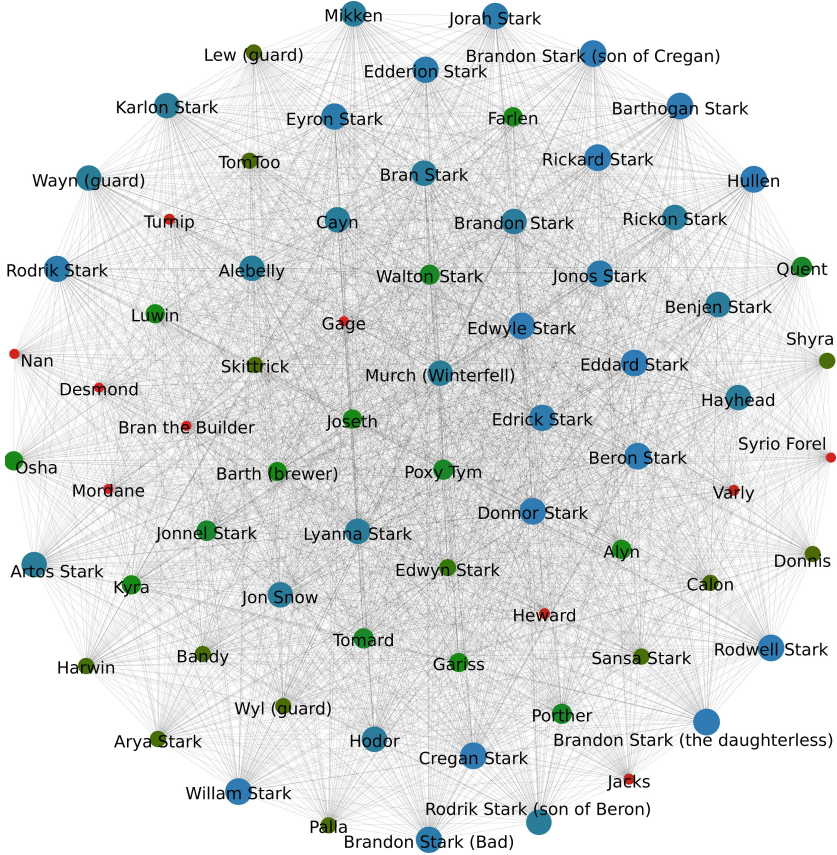 Mikken
Jorah Stark
Lew (guard)
Brandon Stark (son of Cregan)
Edderion Stark
Karlon Stark
Eyron Stark
Farlen
Barthogan Stark
TomToo
Rickard Stark
Wayn (guard)
Bran Stark
Hullen
Turnip
Cayn
Brandon Stark
Rickon Stark
Rodrik Stark
Alebelly
Walton Stark
Jonos Stark
Quent
Luwin
Gage
Edwyle Stark
Benjen Stark
Shyra
Nan
Skittrick
Murch (Winterfell)
Eddard Stark
Desmond
Hayhead
Bran the Builder
Joseth
Edrick Stark
Syrio Forel
Osha
Barth (brewer)
Poxy Tym
Beron Stark
Mordane
Varly
Jonnel Stark
Lyanna Stark
Donnor Stark
Alyn
Donnis
Artos Stark
Kyra
Edwyn Stark
Calon
Jon Snow
Heward
Harwin
Bandy
Tomard
Gariss
Sansa Stark
Rodwell Stark
Wyl (guard)
Porther
Arya Stark
Hodor
Cregan Stark
Brandon Stark (the daughterless)
Willam Stark
Jacks
Rodrik Stark (son of Beron)
Palla
Brandon Stark (Bad)